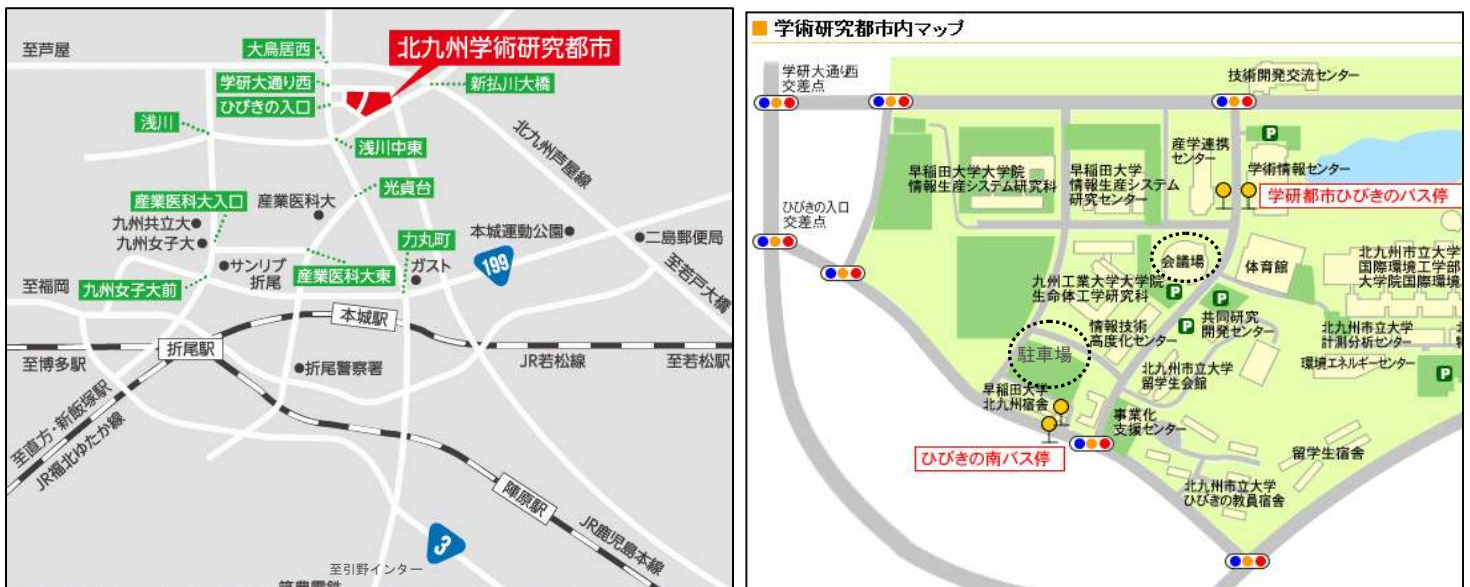 至芦屋
大鳥居西
北九州学術研究都市
学研大通り西
新払川大橋
ひびきの入口
浅川
浅川中東
北九州芦屋線
光貞台
産業医科大入口
産業医科大
九州共立大
九州女子大
力丸町
本城運動公園
二島郵便局
サンリブ
折尾
産業医科大東
ガスト
199
至若戸大橋
至福岡
九州女子大前
本城駅
折尾駅
至博多駅
折尾警察署
JR若松線
至若松駅
至直方・新飯塚駅
JR福北ゆたか線
陣原駅
JR鹿児島本線
3
至引野インター
筑豊電鉄
学術研究都市内マップ
学研大通り西
交差点
技術開発交流センター
P
産学連携
センター
学術情報センター
早稲田大学大学院
情報生産システム研究科
早稲田大学
情報生産システム
研究センター
学研都市ひびきのバス停
ひびきの入口
交差点
会議場
体育館
北九州市立大学
国際環境工学部
大学院国際環境
九州工業大学大学院
生命体工学研究科
P
P
P
共同研究
開発センター
情報技術
高度化センター
北九州市立大学
計測分析センター
駐車場
環境エネルギーセンター
P
北九州市立大学
留学生会館
早稲田大学
北九州宿舎
事業化
支援センター
ひびきの南バス停
留学生宿舎
北九州市立大学
ひびきの教員宿舎